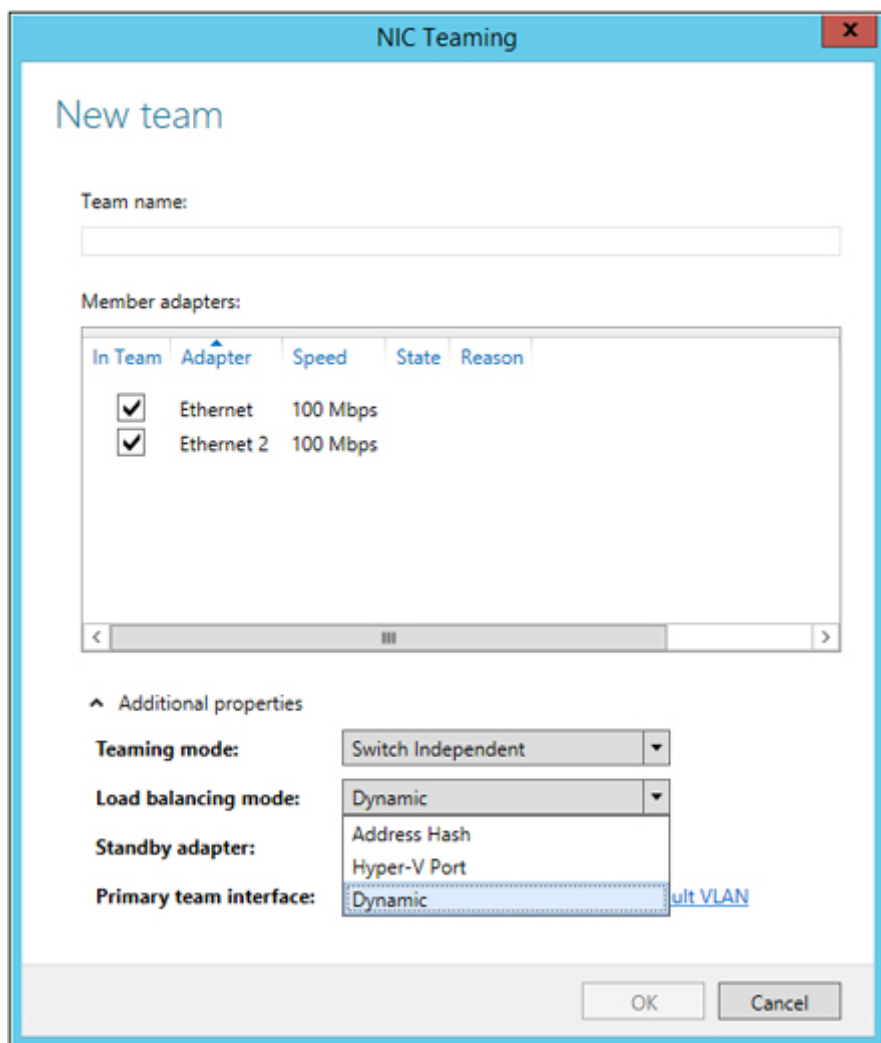 NIC Teaming
x
New team
Team name:
Member adapters:
In Team Adapter Speed State Reason
Ethernet 100 Mbps
Ethernet 2 100 Mbps
Additional properties
Teaming mode: Switch Independent
Load balancing mode: Dynamic
Address Hash
Standby adapter:
Hyper-V Port
Primary team interface: Dynamic ult VLAN
OK Cancel